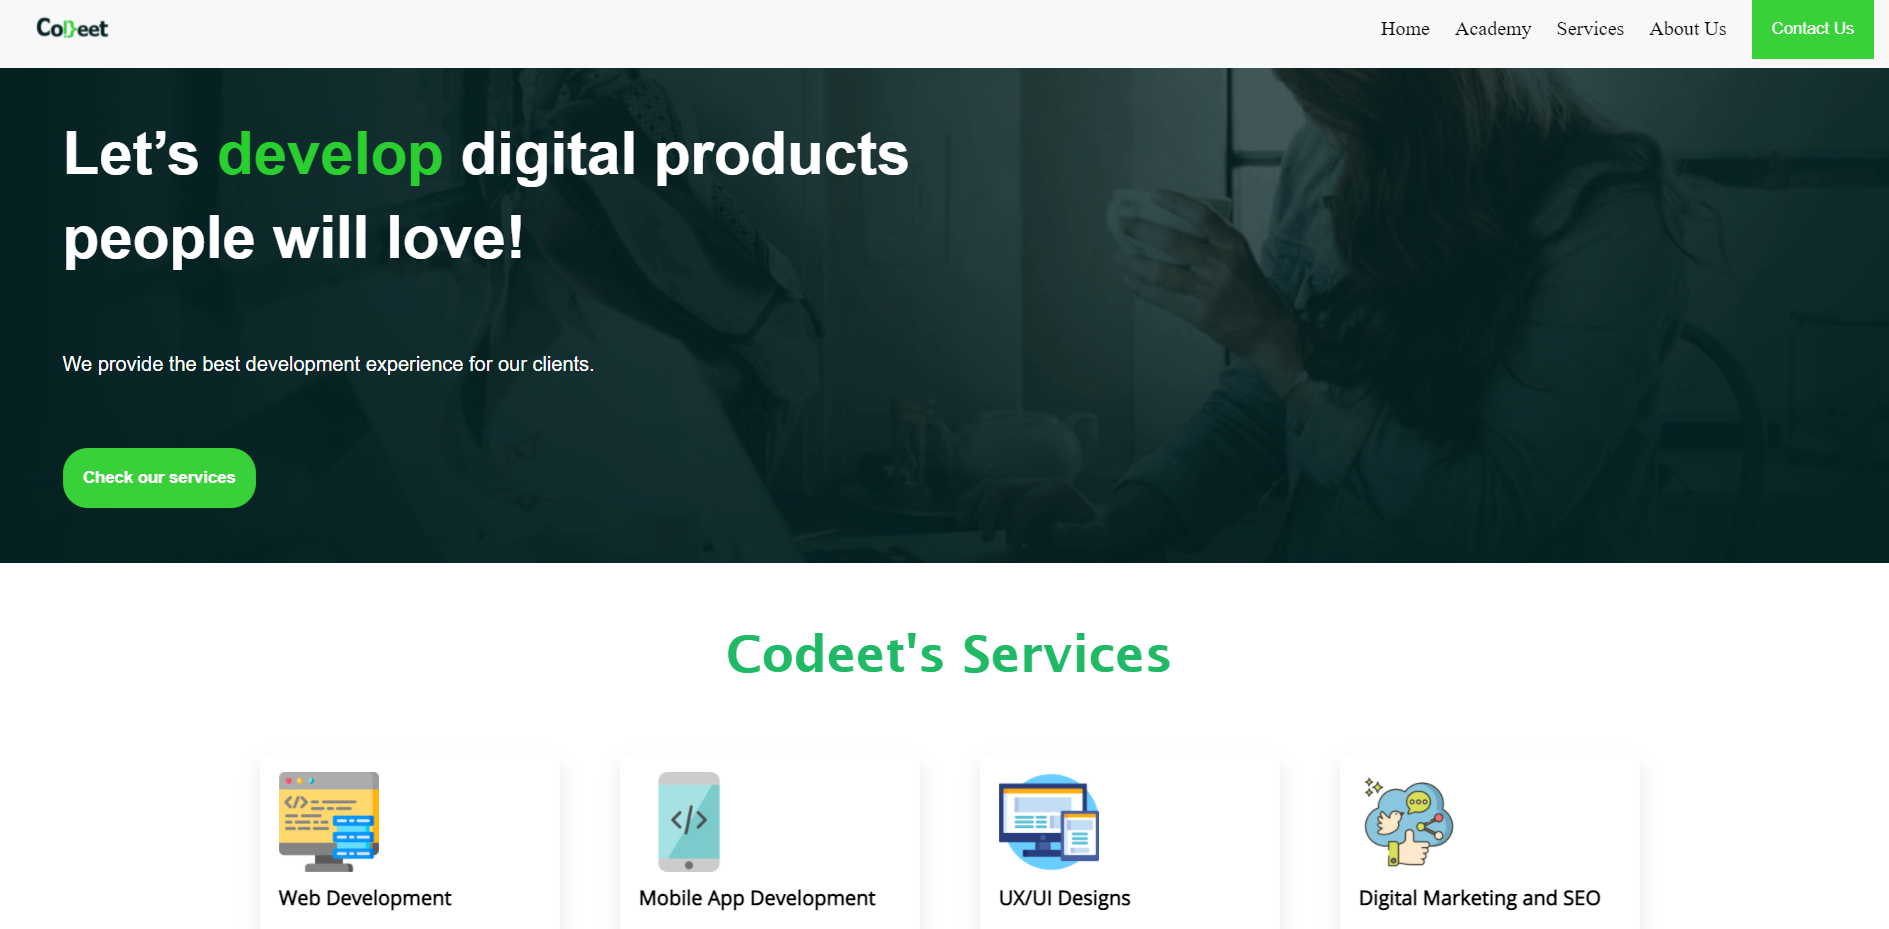 CoDeet
Home Academy Services About Us Contact Us
Let’s develop digital products
people will love!
We provide the best development experience for our clients.
Check our services
Codeet's Services
Web Development
Mobile App Development
UX/UI Designs
Digital Marketing and SEO